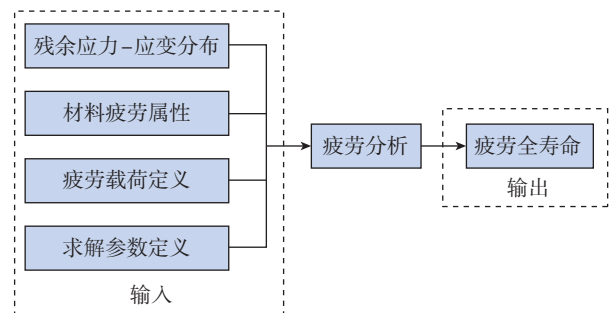 残余应力-应变分布
材料疲劳属性
疲劳载荷定义
求解参数定义
输入
疲劳分析
疲劳全寿命
输出